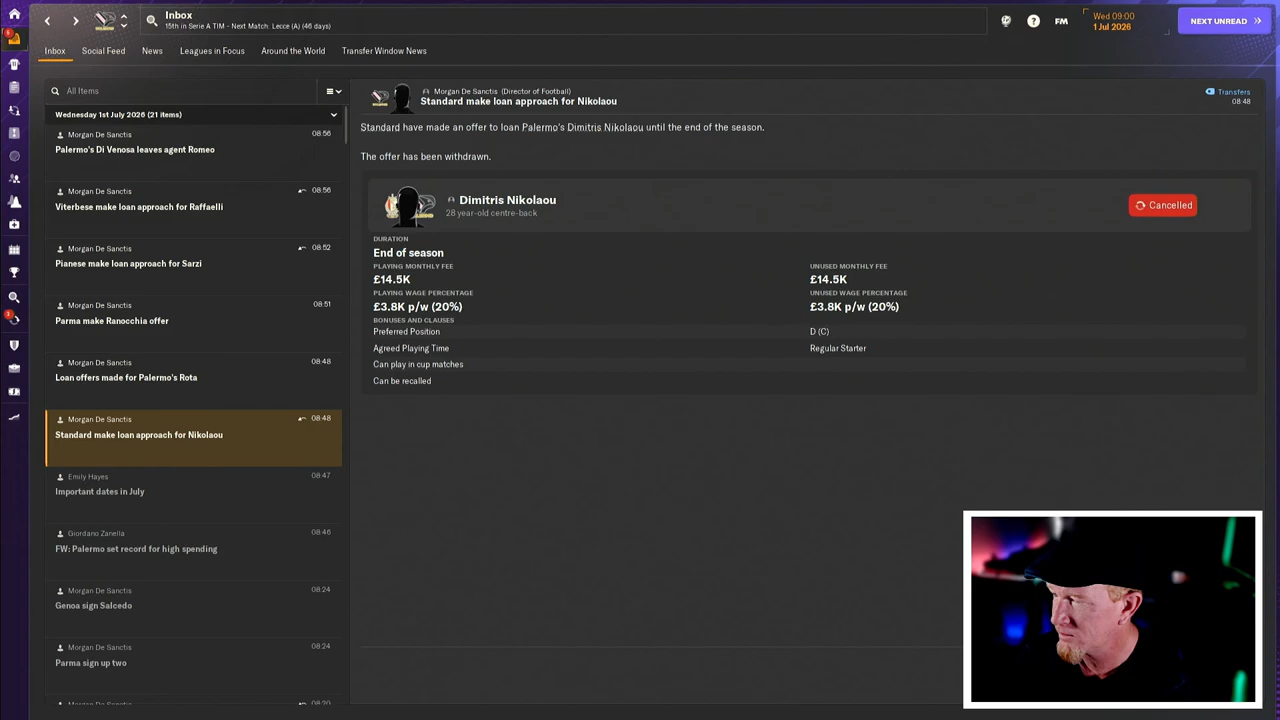 Inbox
15th in Serie A TIM - Next Match: Lecce (A) (46 days)
FM
Wed 09:00
1 Jul 2026
NEXT UNREAD
Inbox
Social Feed
News
Leagues in Focus
Around the World
Transfer Window News
All Items
Wednesday 1st July 2026 (21 items)
Morgan De Sanctis
08:56
Palermo's Di Venosa leaves agent Romeo
Morgan De Sanctis
08:56
Viterbese make loan approach for Raffaelli
Morgan De Sanctis
08:52
Pianese make loan approach for Sarzi
Morgan De Sanctis
08:51
Parma make Ranocchia offer
Morgan De Sanctis
08:48
Loan offers made for Palermo's Rota
Morgan De Sanctis
08:48
Standard make loan approach for Nikolaou
Emily Hayes
08:47
Important dates in July
Giordano Zanella
08:46
FW: Palermo set record for high spending
Morgan De Sanctis
08:24
Genoa sign Salcedo
Morgan De Sanctis
08:24
Parma sign up two
Morgan De Sanctis
08:20
Morgan De Sanctis (Director of Football)
Standard make loan approach for Nikolaou
Transfers
08:48
Standard have made an offer to loan Palermo's Dimitris Nikolaou until the end of the season.
The offer has been withdrawn.
Dimitris Nikolaou
28 year-old centre-back
Cancelled
DURATION
End of season
PLAYING MONTHLY FEE
£14.5K
UNUSED MONTHLY FEE
£14.5K
PLAYING WAGE PERCENTAGE
£3.8K p/w (20%)
UNUSED WAGE PERCENTAGE
£3.8K p/w (20%)
BONUSES AND CLAUSES
Preferred Position
D (C)
Agreed Playing Time
Regular Starter
Can play in cup matches
Can be recalled